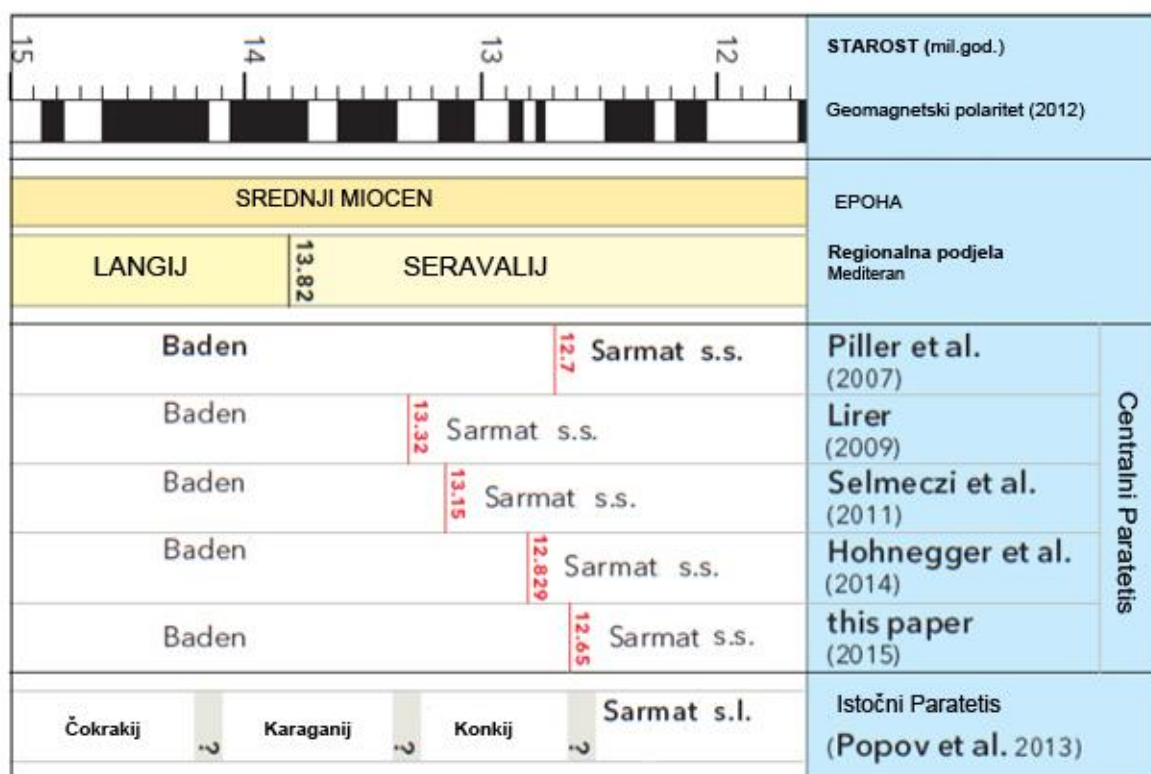 15 14 13 12 STAROST (mil.god.)
Geomagnetski polaritet (2012)
SREDNJI MIOCEN EPOHA
LANGIJ 13.82 SERAVALIJ Regionalna podjela
Mediteran
Baden 12.7 Sarmat s.s. Piller et al.
(2007)
Baden 13.32 Sarmat s.s. Lirer
(2009)
Baden 13.15 Sarmat s.s. Selmeczi et al.
(2011)
Baden 12.829 Sarmat s.s. Hohnegger et al.
(2014)
Baden 12.65 Sarmat s.s. this paper
(2015)
Centralni Paratetis
Čokrakij ? Karaganij ? Konkij ? Sarmat s.l. Istočni Paratetis
(Popov et al. 2013)